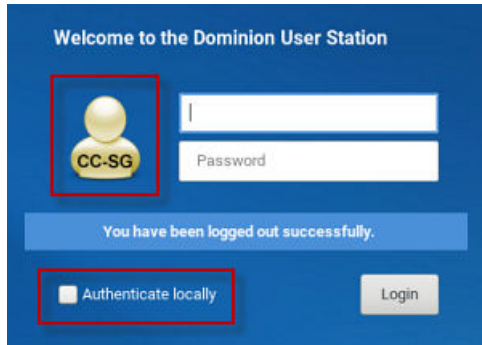 Welcome to the Dominion User Station
CC-SG
Password
You have been logged out successfully.
Authenticate locally
Login